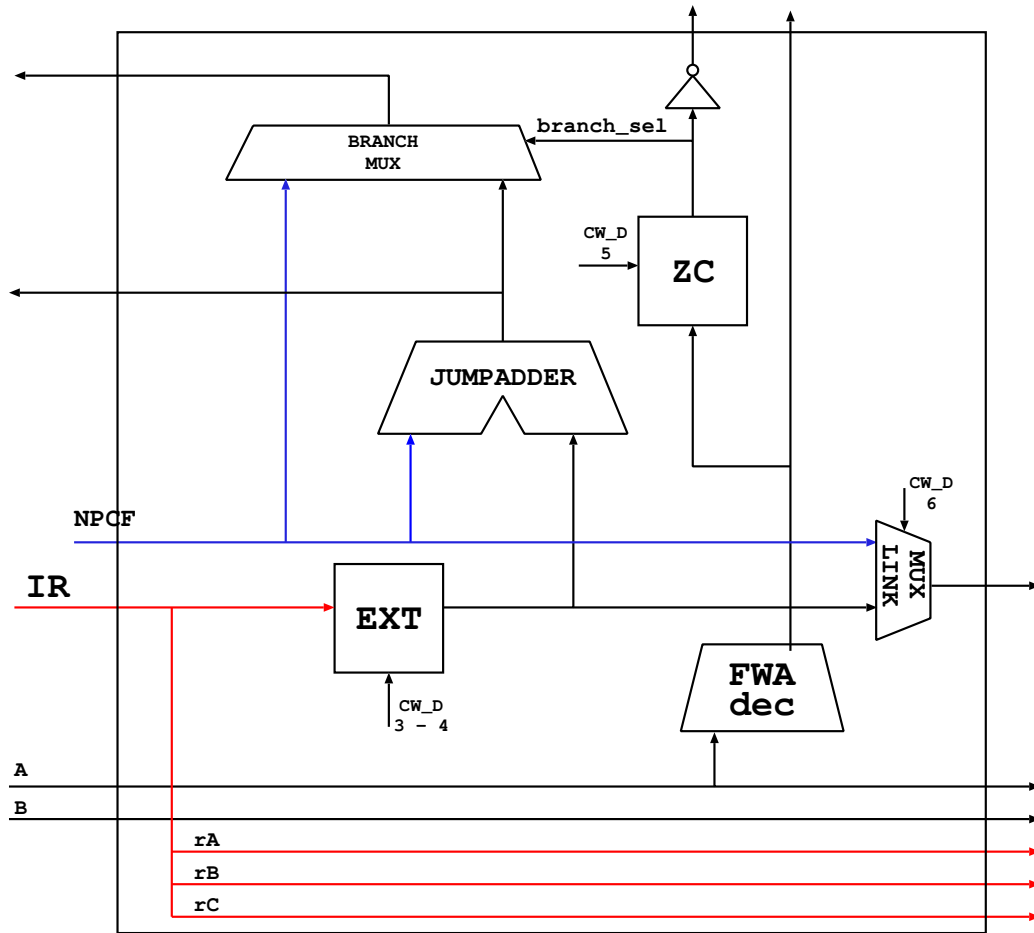 branch_sel
BRANCH
MUX
CW_D
5
ZC
JUMPADDER
CW_D
6
NPCF
MUX
LINK
IR
EXT
FWA
dec
CW_D
3 - 4
A
B
rA
rB
rC